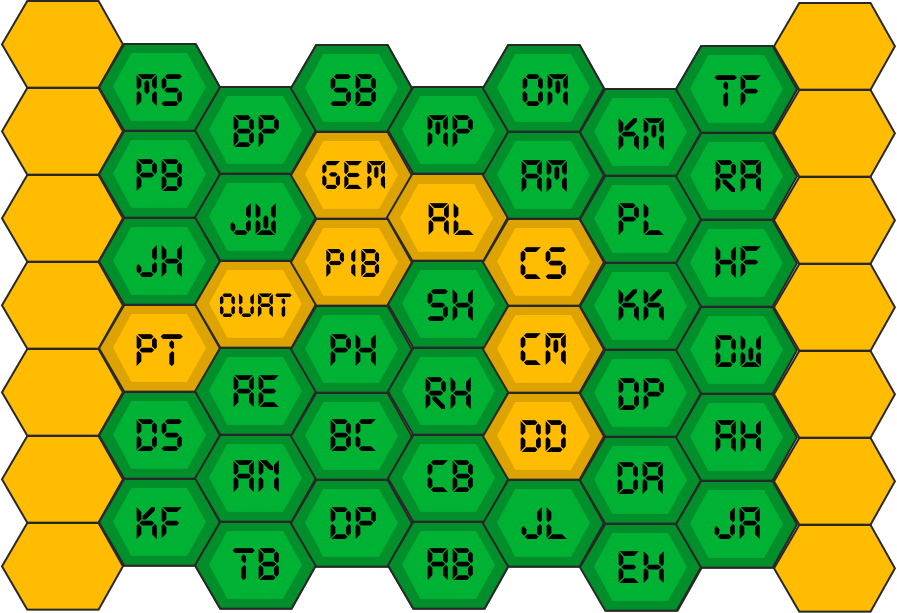 MS SB OM TF
BP MP KM
PB GEM AM RA
JW AL PL
JH PIB CS HF
OUAT SH KK
PT PH CM DW
AE RH DP
DS BC DD AH
AN CB DA
KF DP JL JA
TB AB EH